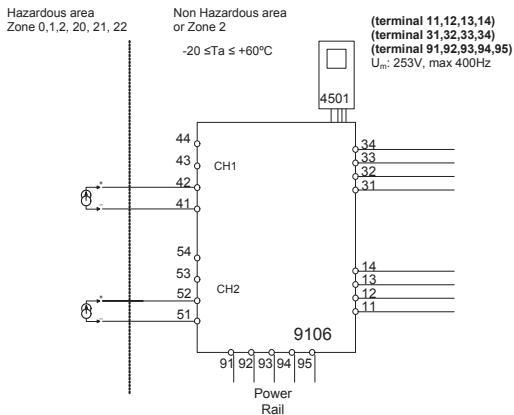 Hazardous area
Zone 0,1,2, 20, 21, 22
Non Hazardous area
or Zone 2
-20 ≤Ta ≤ +60ºC
(terminal 11,12,13,14)
(terminal 31,32,33,34)
(terminal 91,92,93,94,95)
Um: 253V, max 400Hz
4501
44
43
42
41
CH1
34
33
32
31
54
53
52
51
CH2
14
13
12
11
+
-
+
-
9106
91 92 93 94 95
Power
Rail